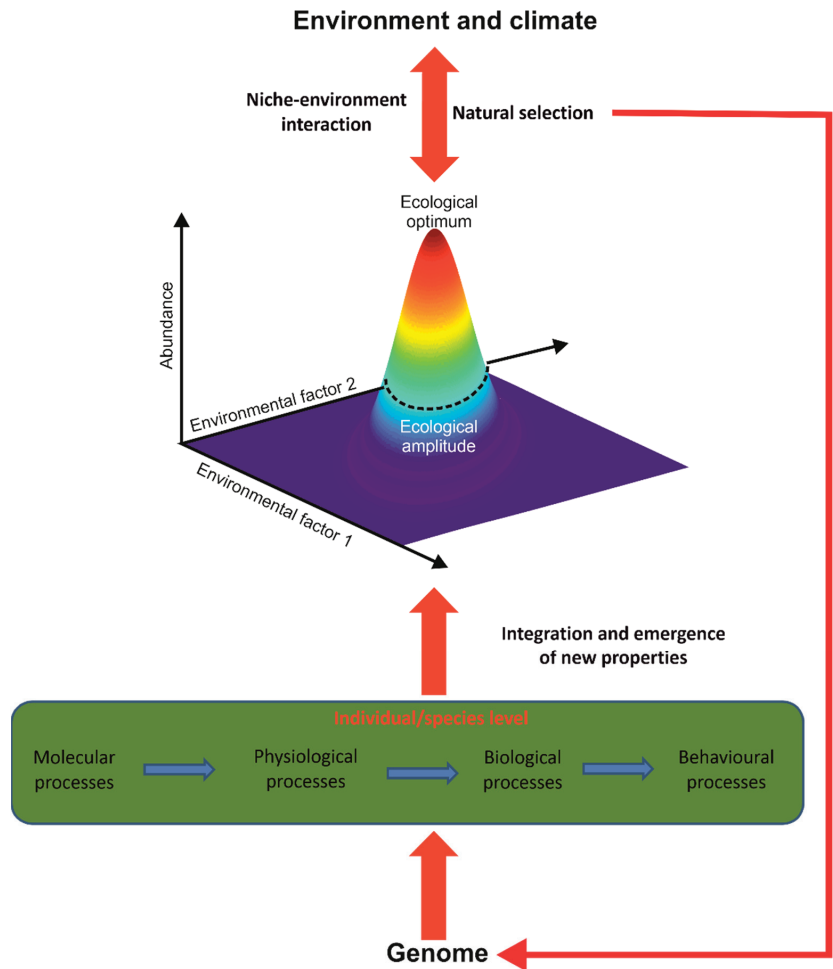 Environment and climate
Niche-environment
interaction
Natural selection
Ecological
optimum
Abundance
Environmental factor 2
Ecological
amplitude
Environmental factor 1
Integration and emergence
of new properties
Individual/species level
Molecular
processes
Physiological
processes
Biological
processes
Behavioural
processes
Genome